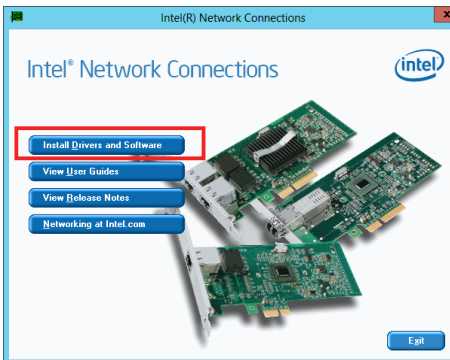 Intel(R) Network Connections
x
Intel® Network Connections
intel
Install Drivers and Software
View User Guides
View Release Notes
Networking at Intel.com
Exit